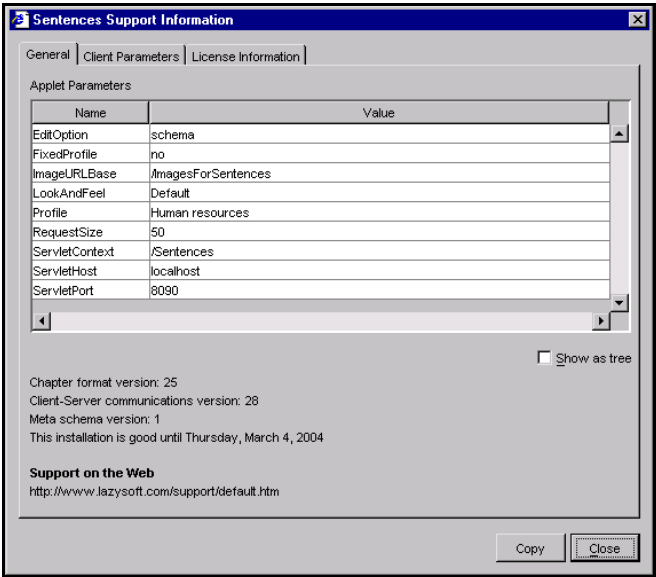 Sentences Support Information
General Client Parameters License Information
Applet Parameters
Name Value
EditOption schema
FixedProfile no
ImageURLBase /ImagesForSentences
LookAndFeel Default
Profile Human resources
RequestSize 50
ServletContext /Sentences
ServletHost localhost
ServletPort 8090
Show as tree
Chapter format version: 25
Client-Server communications version: 28
Meta schema version: 1
This installation is good until Thursday, March 4, 2004
Support on the Web
http://www.lazysoft.com/support/default.htm
Copy Close